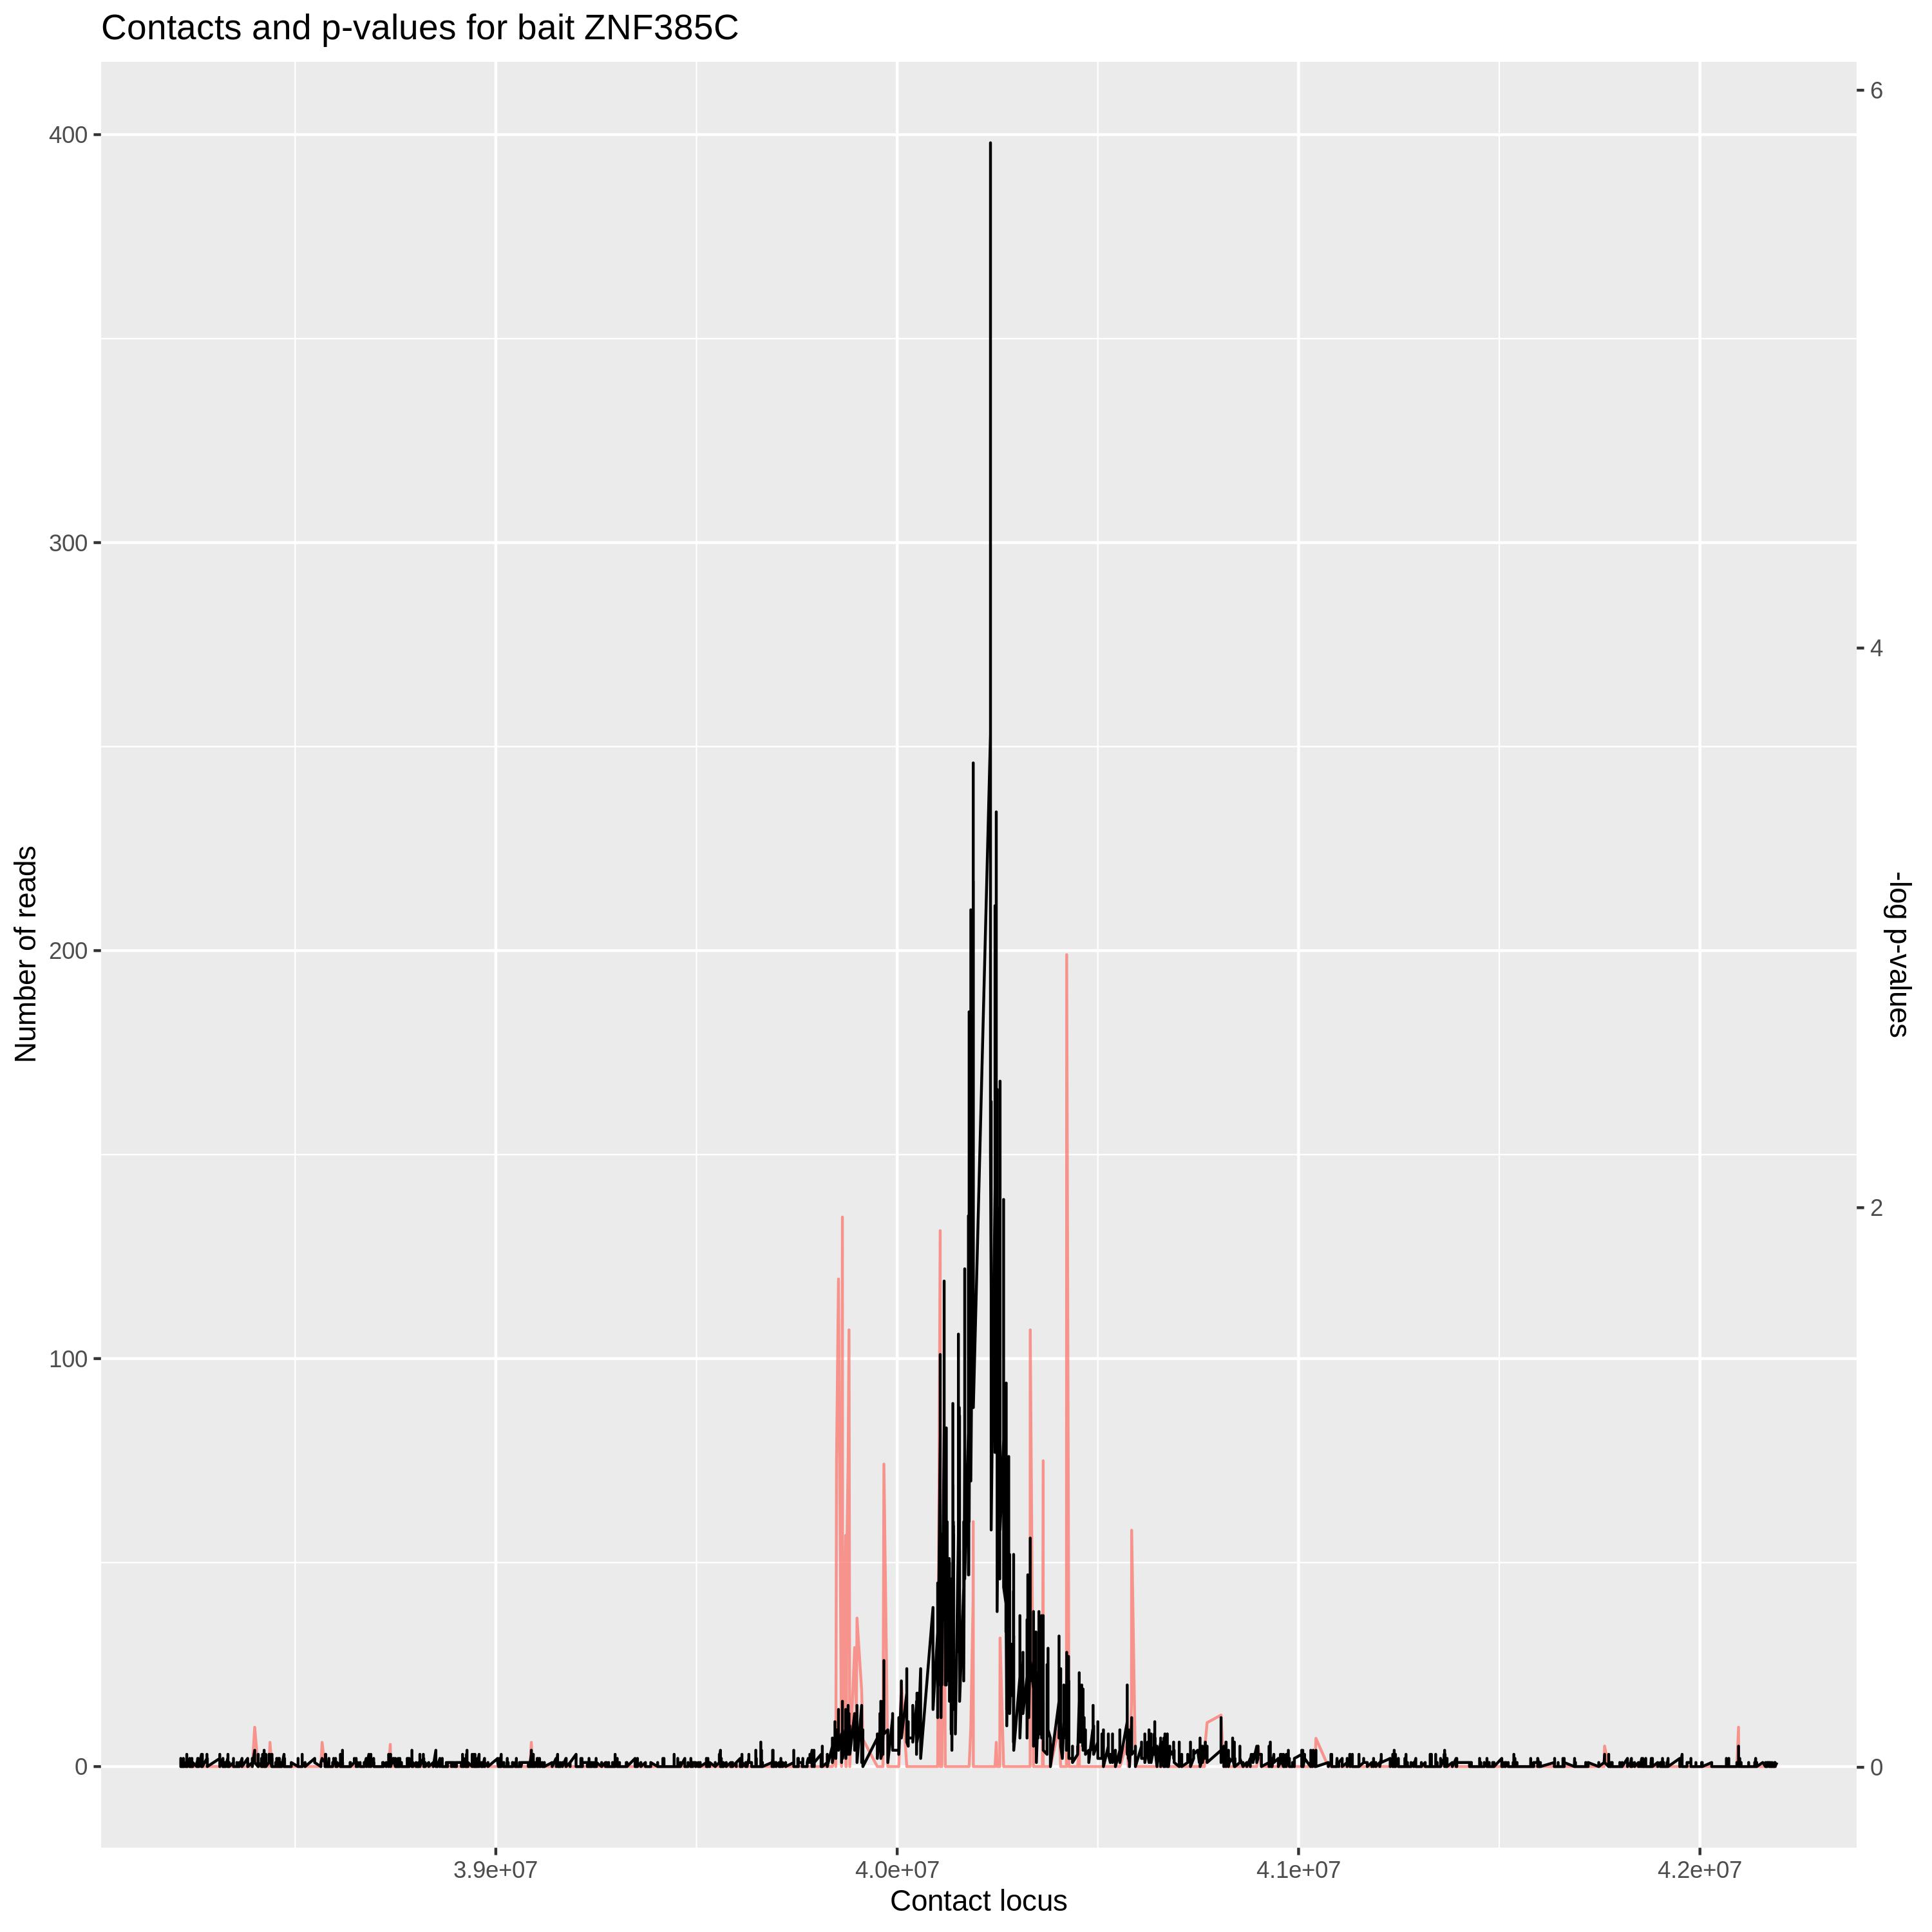 Contacts and p-values for bait ZNF385C
400
300
200
100
0
Number of reads
6
4
2
0
-log p-values
3.9e+07
4.0e+07
4.1e+07
4.2e+07
Contact locus